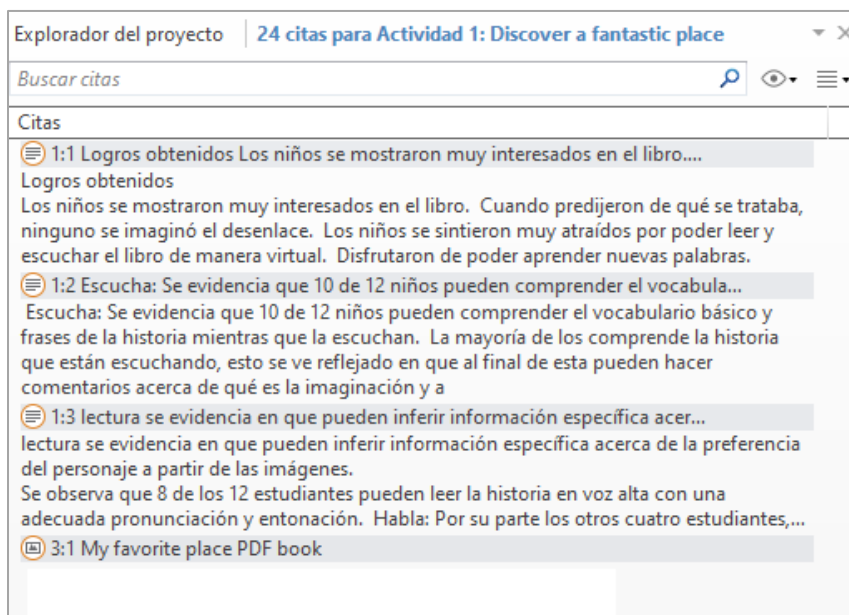 Explorador del proyecto 24 citas para Actividad 1: Discover a fantastic place
Buscar citas
Citas
1:1 Logros obtenidos Los niños se mostraron muy interesados en el libro....
Logros obtenidos
Los niños se mostraron muy interesados en el libro. Cuando predijeron de qué se trataba,
ninguno se imaginó el desenlace. Los niños se sintieron muy atraídos por poder leer y
escuchar el libro de manera virtual. Disfrutaron de poder aprender nuevas palabras.
1:2 Escucha: Se evidencia que 10 de 12 niños pueden comprender el vocabula...
Escucha: Se evidencia que 10 de 12 niños pueden comprender el vocabulario básico y
frases de la historia mientras que la escuchan. La mayoría de los comprende la historia
que están escuchando, esto se ve reflejado en que al final de esta pueden hacer
comentarios acerca de qué es la imaginación y a
1:3 lectura se evidencia en que pueden inferir información específica acer...
lectura se evidencia en que pueden inferir información específica acerca de la preferencia
del personaje a partir de las imágenes.
Se observa que 8 de los 12 estudiantes pueden leer la historia en voz alta con una
adecuada pronunciación y entonación. Habla: Por su parte los otros cuatro estudiantes,...
3:1 My favorite place PDF book